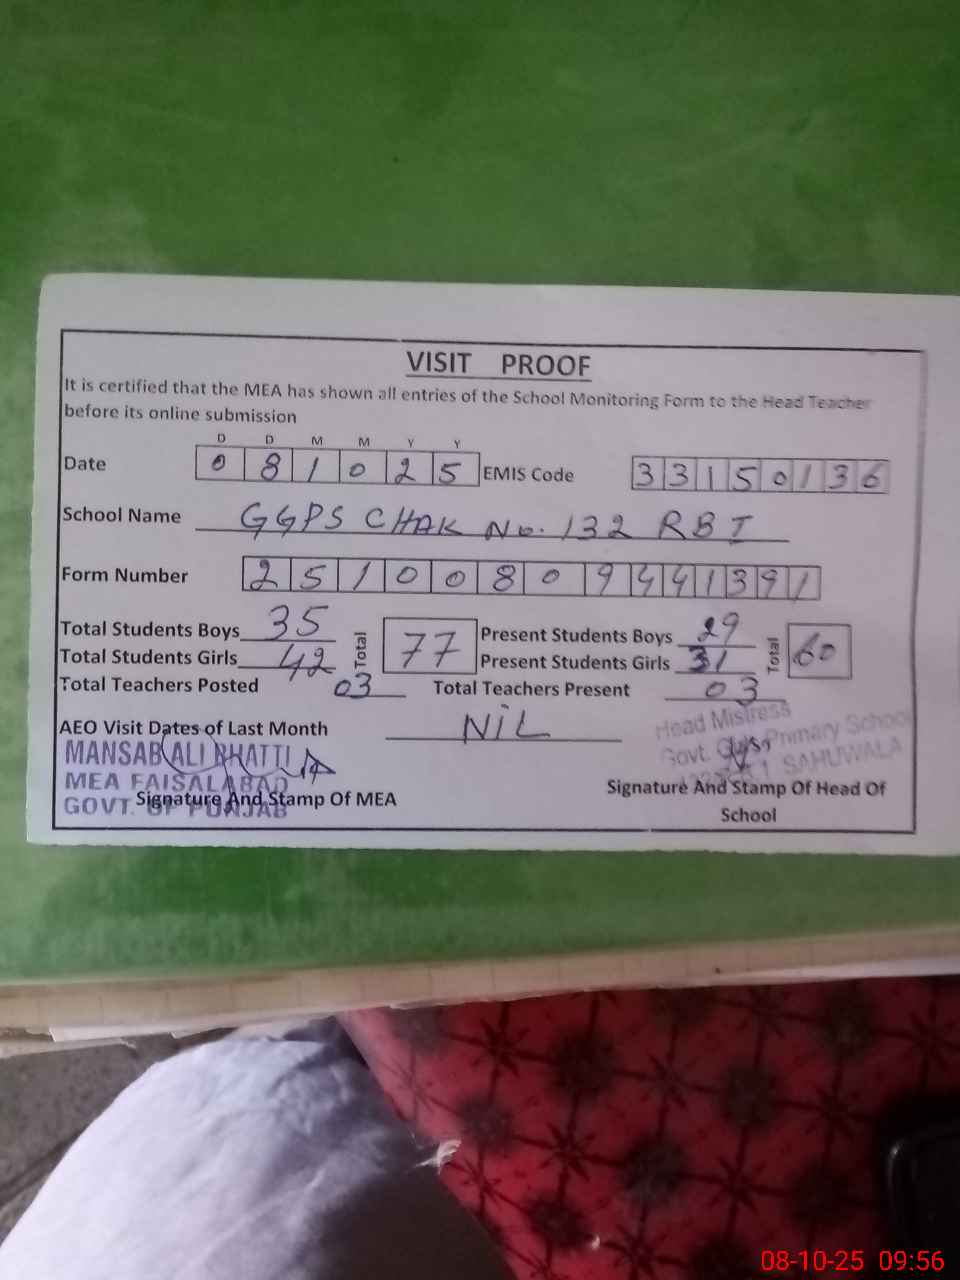 VISIT PROOF
It is certified that the MEA has shown all entries of the School Monitoring Form to the Head Teacher
before its online submission
D D M M Y Y
Date 0 8 1 0 2 5 EMIS Code 3 3 1 5 0 1 3 6
School Name GGPS CHAK No. 132 RB I
Form Number 2 5 1 0 0 8 0 9 4 4 1 3 9 1
Total Students Boys 35 Total 77 Present Students Boys 29 Total 60
Total Students Girls 42 Present Students Girls 31
Total Teachers Posted 03 Total Teachers Present 03
AEO Visit Dates of Last Month NiL
Head Mistress
Govt. Girls Primary School
SAHUWALA
MANSAB ALI BHATTI
MEA FAISALABAD
GOVT. OF PUNJAB
Signature And Stamp Of MEA
Signature And Stamp Of Head Of
School
08-10-25 09:56